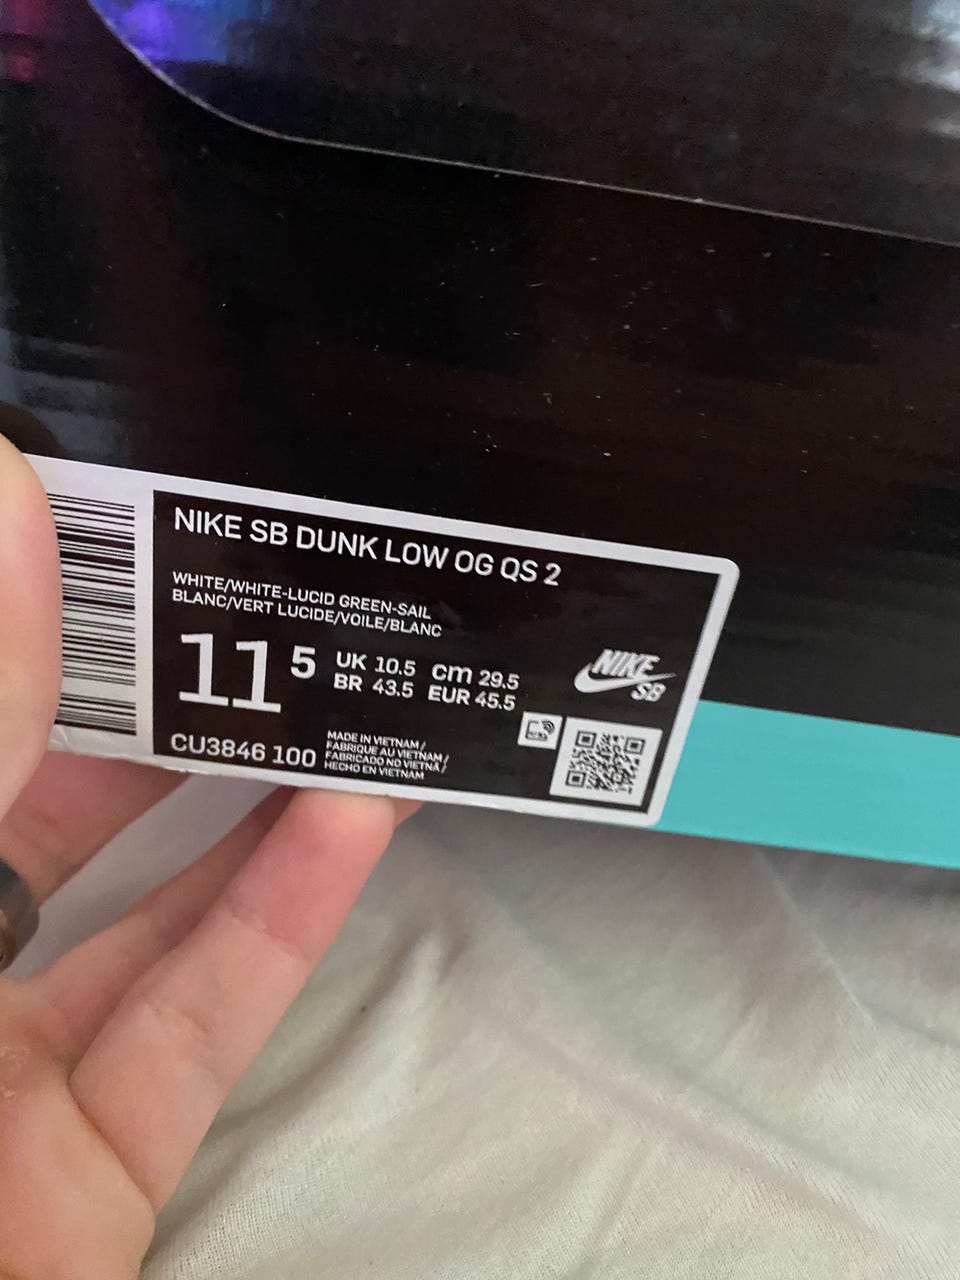 NIKE SB DUNK LOW OG QS 2
WHITE/WHITE-LUCID GREEN-SAIL
BLANC/VERT LUCIDE/VOILE/BLANC
11 5
UK 10.5 cm 29.5
BR 43.5 EUR 45.5
NIKE
SB
CU3846 100
MADE IN VIETNAM /
FABRIQUE AU VIETNAM /
FABRICADO NO VIETNÃ /
HECHO EN VIETNAM